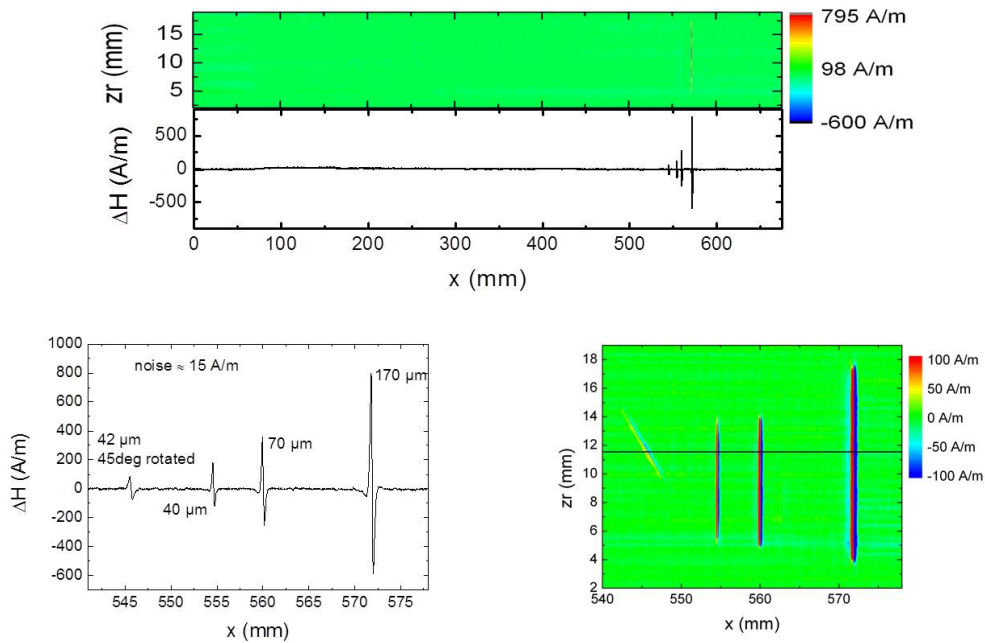 795 A/m
98 A/m
-600 A/m
zr (mm)
15
10
5
ΔH (A/m)
500
0
-500
0 100 200 300 400 500 600
x (mm)
ΔH (A/m)
1000
800
600
400
200
0
-200
-400
-600
noise ≈ 15 A/m
170 µm
42 µm
45deg rotated
70 µm
40 µm
545 550 555 560 565 570 575
x (mm)
zr (mm)
18
16
14
12
10
8
6
4
2
540 550 560 570
x (mm)
100 A/m
50 A/m
0 A/m
-50 A/m
-100 A/m